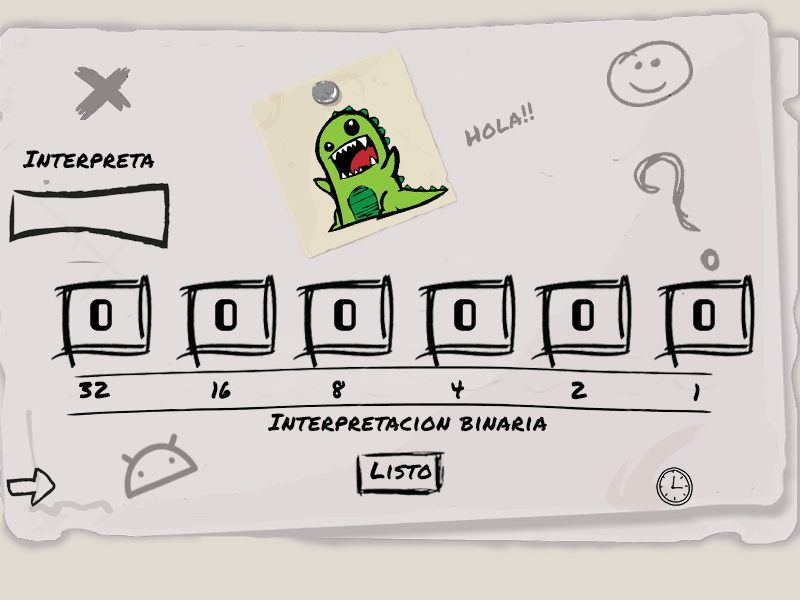 Hola!!
Interpreta
0 0 0 0 0 0
32 16 8 4 2 1
Interpretacion binaria
Listo